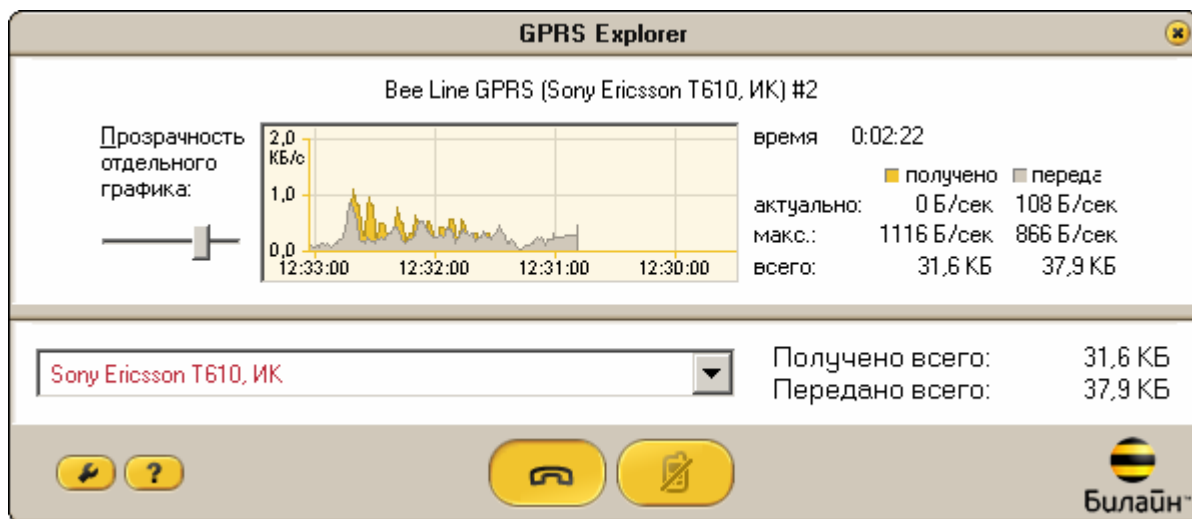 GPRS Explorer
Bee Line GPRS (Sony Ericsson T610, ИК) #2
Прозрачность
отдельного
графика:
2,0
КБ/с
1,0
0,0
12:33:00 12:32:00 12:31:00 12:30:00
время 0:02:22
получено переда
актуально: 0 Б/сек 108 Б/сек
макс.: 1116 Б/сек 866 Б/сек
всего: 31,6 КБ 37,9 КБ
Sony Ericsson T610, ИК
Получено всего: 31,6 КБ
Передано всего: 37,9 КБ
?
Билайн™